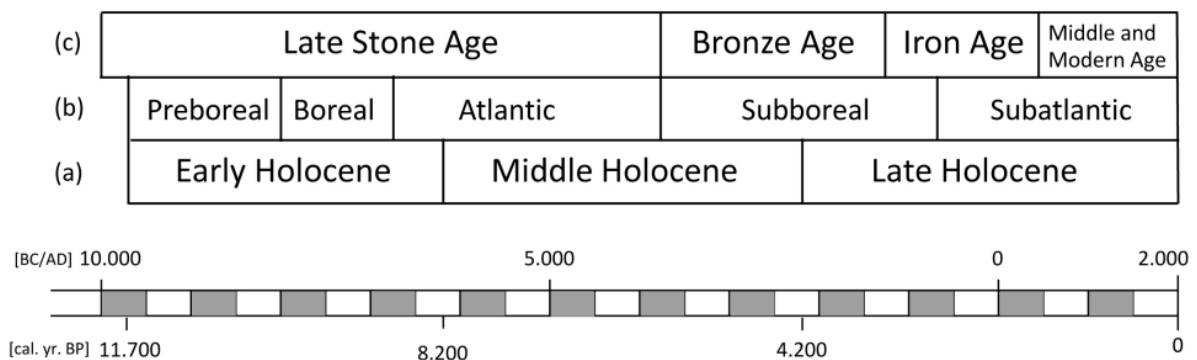 (c) Late Stone Age Bronze Age Iron Age Middle and
Modern Age
(b) Preboreal Boreal Atlantic Subboreal Subatlantic
(a) Early Holocene Middle Holocene Late Holocene
[BC/AD] 10.000 5.000 0 2.000
[cal. yr. BP] 11.700 8.200 4.200 0